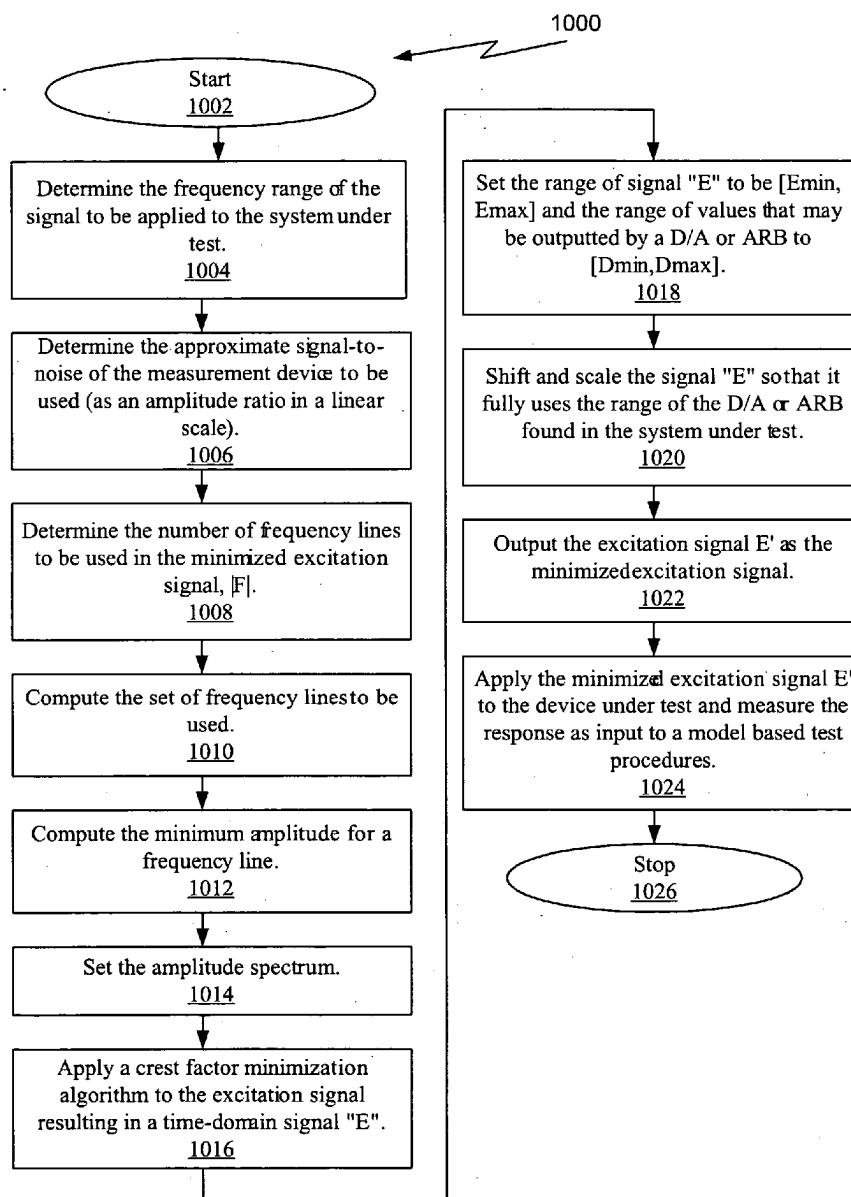 1000
Start
1002
Determine the frequency range of the
signal to be applied to the system under
test.
1004
Determine the approximate signal-to-
noise of the measurement device to be
used (as an amplitude ratio in a linear
scale).
1006
Determine the number of frequency lines
to be used in the minimized excitation
signal, |F|.
1008
Compute the set of frequency lines to be
used.
1010
Compute the minimum amplitude for a
frequency line.
1012
Set the amplitude spectrum.
1014
Apply a crest factor minimization
algorithm to the excitation signal
resulting in a time-domain signal "E".
1016
Set the range of signal "E" to be [Emin,
Emax] and the range of values that may
be outputted by a D/A or ARB to
[Dmin,Dmax].
1018
Shift and scale the signal "E" so that it
fully uses the range of the D/A or ARB
found in the system under test.
1020
Output the excitation signal E' as the
minimized excitation signal.
1022
Apply the minimized excitation signal E'
to the device under test and measure the
response as input to a model based test
procedures.
1024
Stop
1026